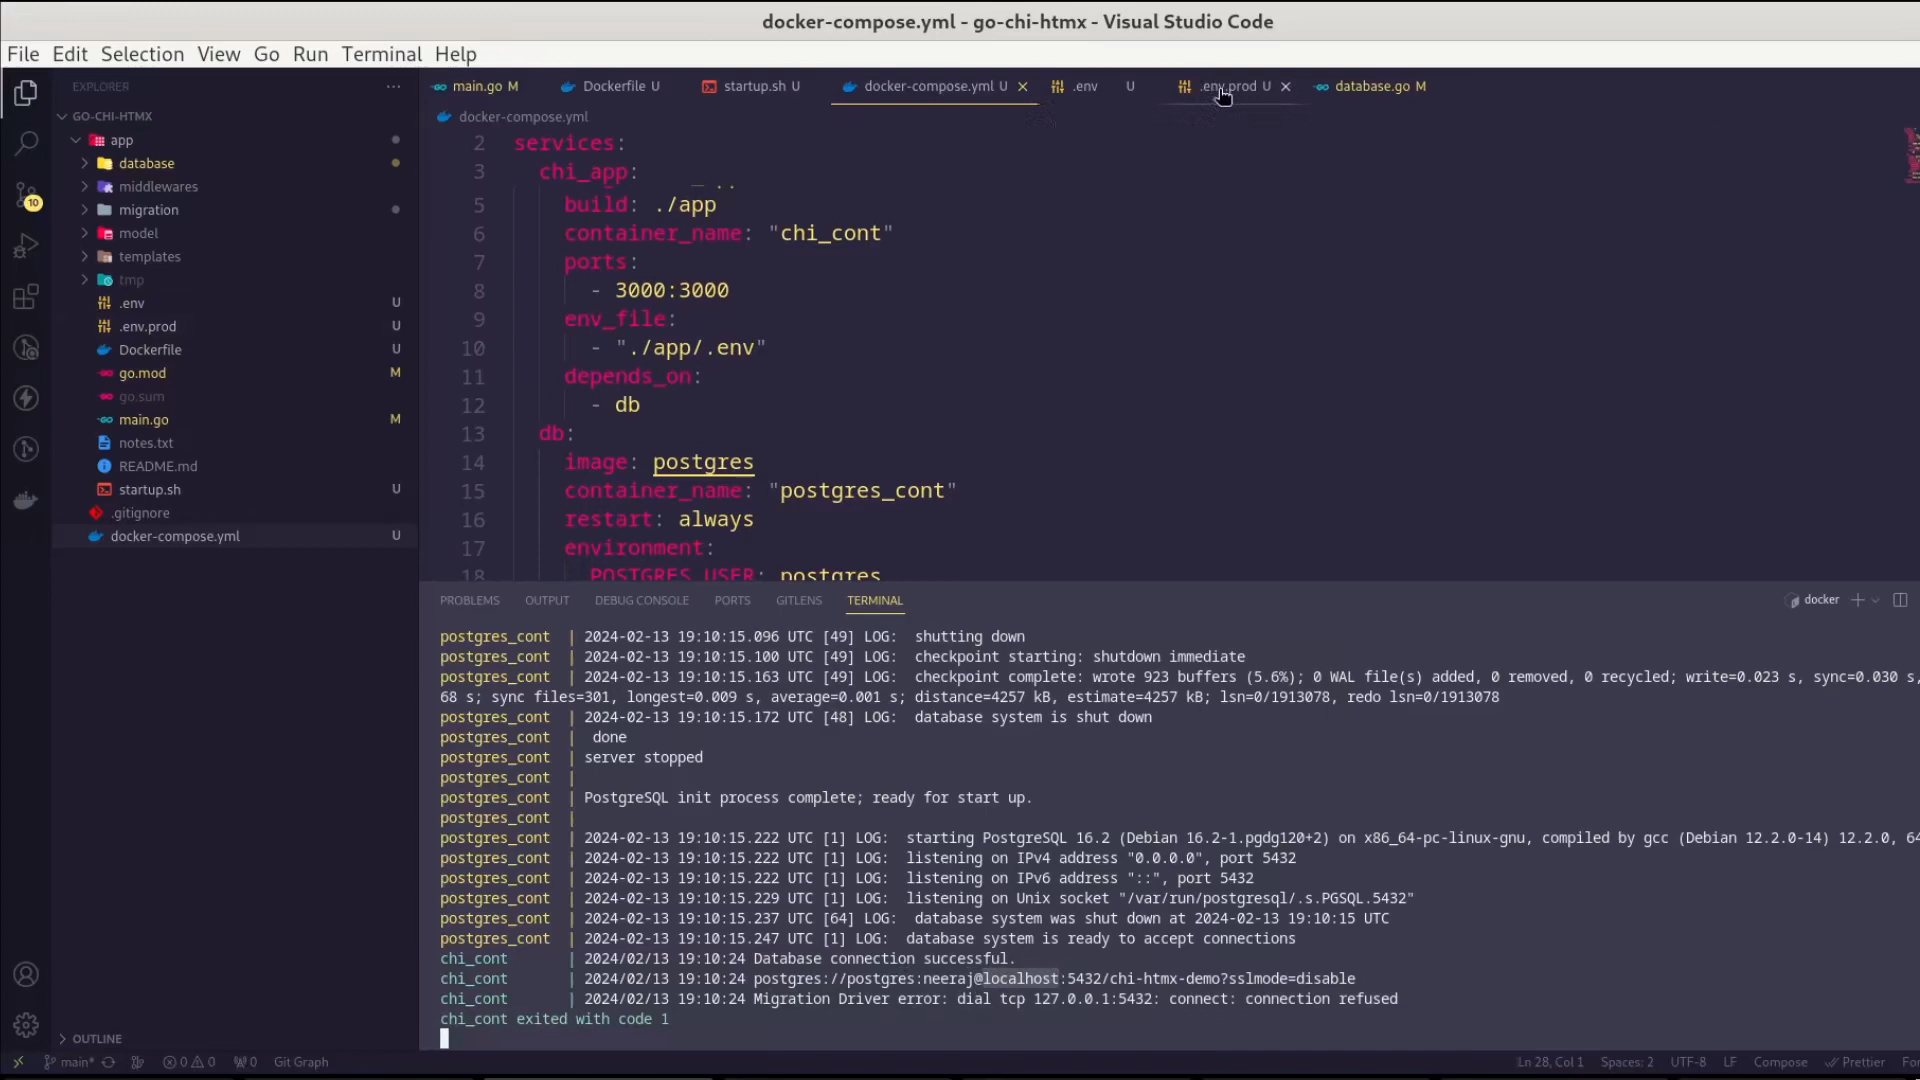 docker-compose.yml - go-chi-htmx - Visual Studio Code
File Edit Selection View Go Run Terminal Help
EXPLORER ···
main.go M Dockerfile U startup.sh U docker-compose.yml U .env U .env.prod U database.go M
GO-CHI-HTMX
app
database
middlewares
migration
model
templates
tmp
.env U
.env.prod U
Dockerfile U
go.mod M
go.sum
main.go M
notes.txt
README.md
startup.sh U
.gitignore
docker-compose.yml U
OUTLINE
10
docker-compose.yml
2 services:
3 chi_app:
5 build: ./app
6 container_name: "chi_cont"
7 ports:
8 - 3000:3000
9 env_file:
10 - "./app/.env"
11 depends_on:
12 - db
13 db:
14 image: postgres
15 container_name: "postgres_cont"
16 restart: always
17 environment:
18 POSTGRES_USER: postgres
PROBLEMS OUTPUT DEBUG CONSOLE PORTS GITLENS TERMINAL docker
postgres_cont | 2024-02-13 19:10:15.096 UTC [49] LOG: shutting down
postgres_cont | 2024-02-13 19:10:15.100 UTC [49] LOG: checkpoint starting: shutdown immediate
postgres_cont | 2024-02-13 19:10:15.163 UTC [49] LOG: checkpoint complete: wrote 923 buffers (5.6%); 0 WAL file(s) added, 0 removed, 0 recycled; write=0.023 s, sync=0.030 s,
68 s; sync files=301, longest=0.009 s, average=0.001 s; distance=4257 kB, estimate=4257 kB; lsn=0/1913078, redo lsn=0/1913078
postgres_cont | 2024-02-13 19:10:15.172 UTC [48] LOG: database system is shut down
postgres_cont | done
postgres_cont | server stopped
postgres_cont |
postgres_cont | PostgreSQL init process complete; ready for start up.
postgres_cont |
postgres_cont | 2024-02-13 19:10:15.222 UTC [1] LOG: starting PostgreSQL 16.2 (Debian 16.2-1.pgdg120+2) on x86_64-pc-linux-gnu, compiled by gcc (Debian 12.2.0-14) 12.2.0, 64
postgres_cont | 2024-02-13 19:10:15.222 UTC [1] LOG: listening on IPv4 address "0.0.0.0", port 5432
postgres_cont | 2024-02-13 19:10:15.222 UTC [1] LOG: listening on IPv6 address "::", port 5432
postgres_cont | 2024-02-13 19:10:15.229 UTC [1] LOG: listening on Unix socket "/var/run/postgresql/.s.PGSQL.5432"
postgres_cont | 2024-02-13 19:10:15.237 UTC [64] LOG: database system was shut down at 2024-02-13 19:10:15 UTC
postgres_cont | 2024-02-13 19:10:15.247 UTC [1] LOG: database system is ready to accept connections
chi_cont | 2024/02/13 19:10:24 Database connection successful.
chi_cont | 2024/02/13 19:10:24 postgres://postgres:neeraj@localhost:5432/chi-htmx-demo?sslmode=disable
chi_cont | 2024/02/13 19:10:24 Migration Driver error: dial tcp 127.0.0.1:5432: connect: connection refused
chi_cont exited with code 1
main* 0 0 0 Git Graph Ln 28, Col 1 Spaces: 2 UTF-8 LF Compose Prettier